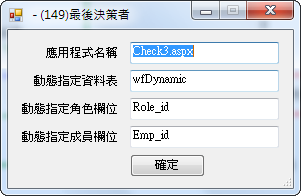 - (149)最後決策者
應用程式名稱 Check3.aspx
動態指定資料表 wfDynamic
動態指定角色欄位 Role_id
動態指定成員欄位 Emp_id
確定